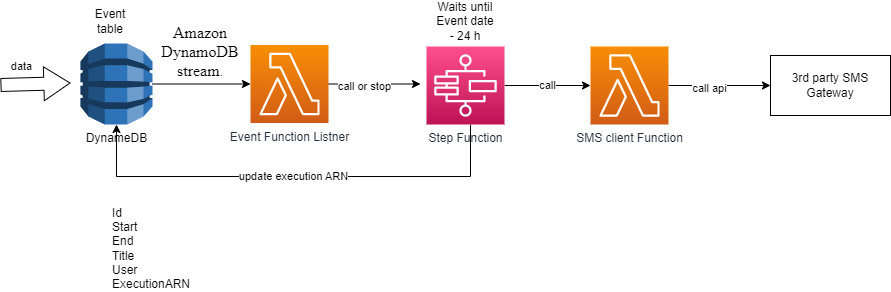 Event
table
Amazon
DynamoDB
stream.
Waits until
Event date
- 24 h
data
call or stop
call
call api
3rd party SMS
Gateway
DynameDB
Event Function Listner
Step Function
SMS client Function
update execution ARN
Id
Start
End
Title
User
ExecutionARN